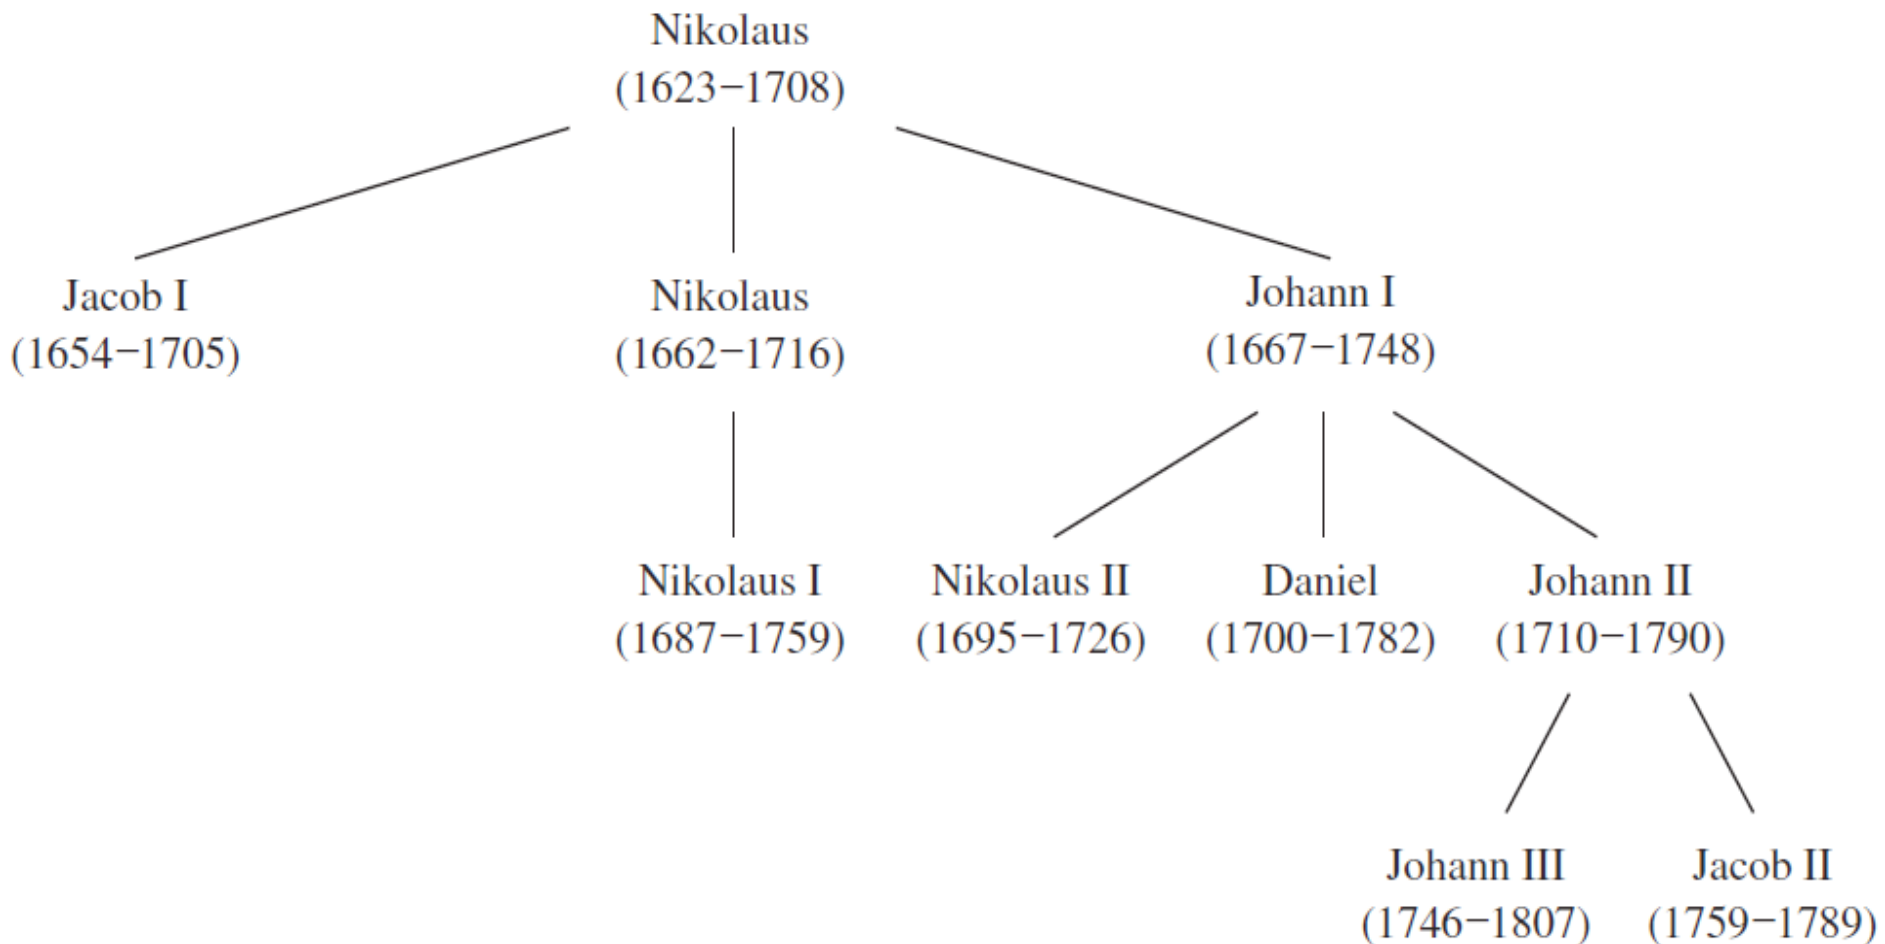 Nikolaus
(1623–1708)
Jacob I
(1654–1705)
Nikolaus
(1662–1716)
Johann I
(1667–1748)
Nikolaus I
(1687–1759)
Nikolaus II
(1695–1726)
Daniel
(1700–1782)
Johann II
(1710–1790)
Johann III
(1746–1807)
Jacob II
(1759–1789)